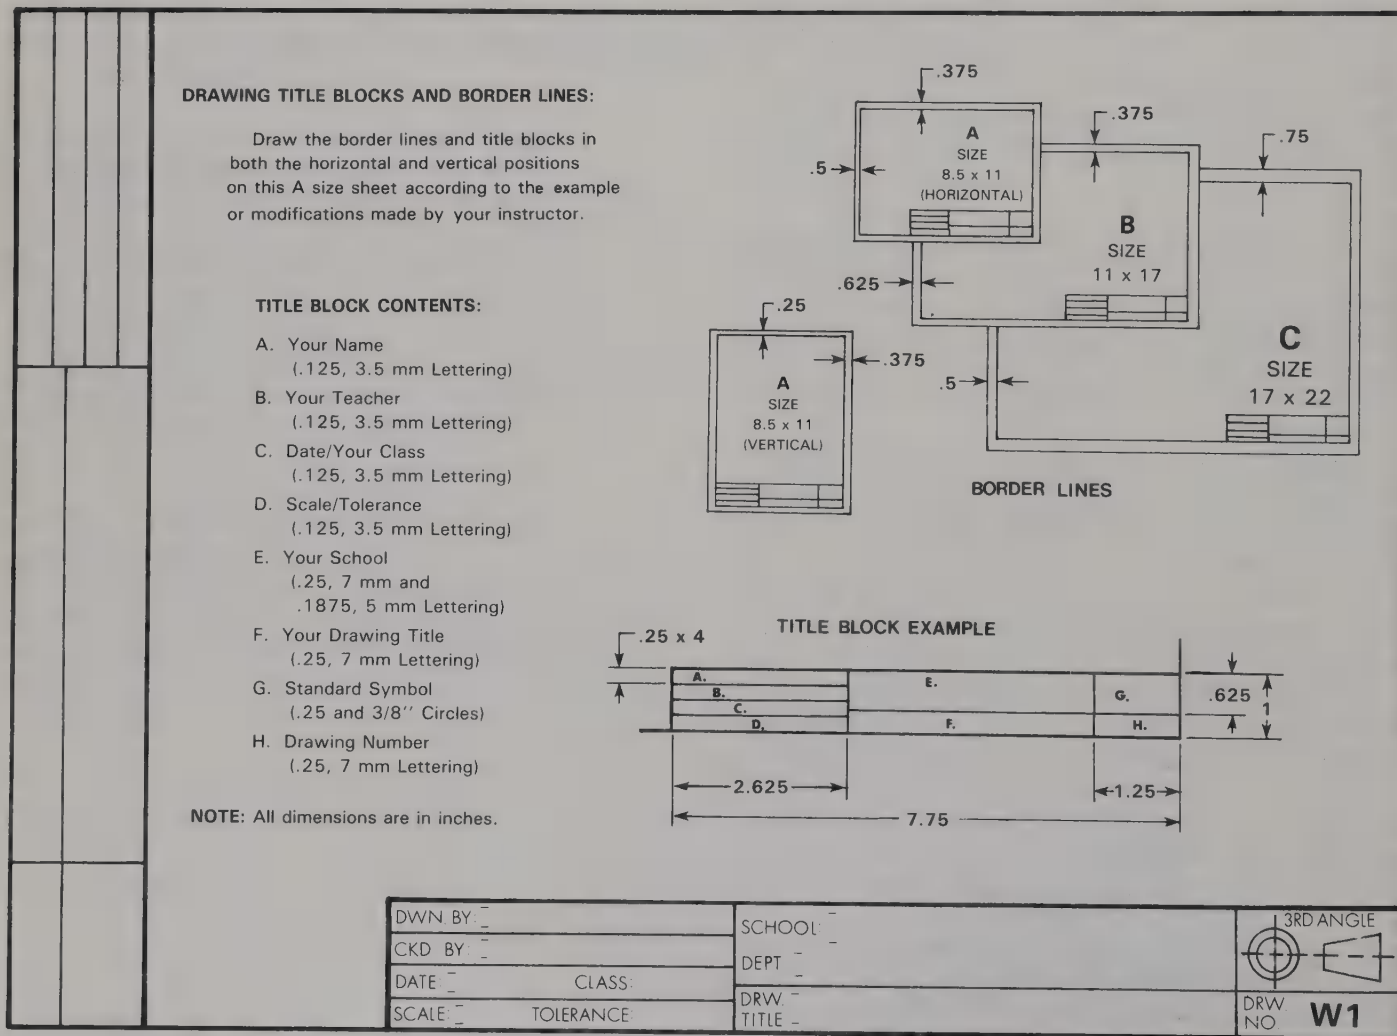 DRAWING TITLE BLOCKS AND BORDER LINES:
Draw the border lines and title blocks in
both the horizontal and vertical positions
on this A size sheet according to the example
or modifications made by your instructor.
TITLE BLOCK CONTENTS:
A. Your Name
(.125, 3.5 mm Lettering)
B. Your Teacher
(.125, 3.5 mm Lettering)
C. Date/Your Class
(.125, 3.5 mm Lettering)
D. Scale/Tolerance
(.125, 3.5 mm Lettering)
E. Your School
(.25, 7 mm and
.1875, 5 mm Lettering)
F. Your Drawing Title
(.25, 7 mm Lettering)
G. Standard Symbol
(.25 and 3/8'' Circles)
H. Drawing Number
(.25, 7 mm Lettering)
NOTE: All dimensions are in inches.
.375
.5
A
SIZE
8.5 x 11
(HORIZONTAL)
.375
.625
B
SIZE
11 x 17
.75
.5
C
SIZE
17 x 22
.25
.375
A
SIZE
8.5 x 11
(VERTICAL)
BORDER LINES
TITLE BLOCK EXAMPLE
.25 x 4
A.
B.
C.
D.
E.
F.
G.
H.
.625
1
2.625
1.25
7.75
DWN. BY:
CKD BY:
DATE CLASS:
SCALE: TOLERANCE:
SCHOOL:
DEPT
DRW.
TITLE
3RD ANGLE
DRW.
NO.
W1